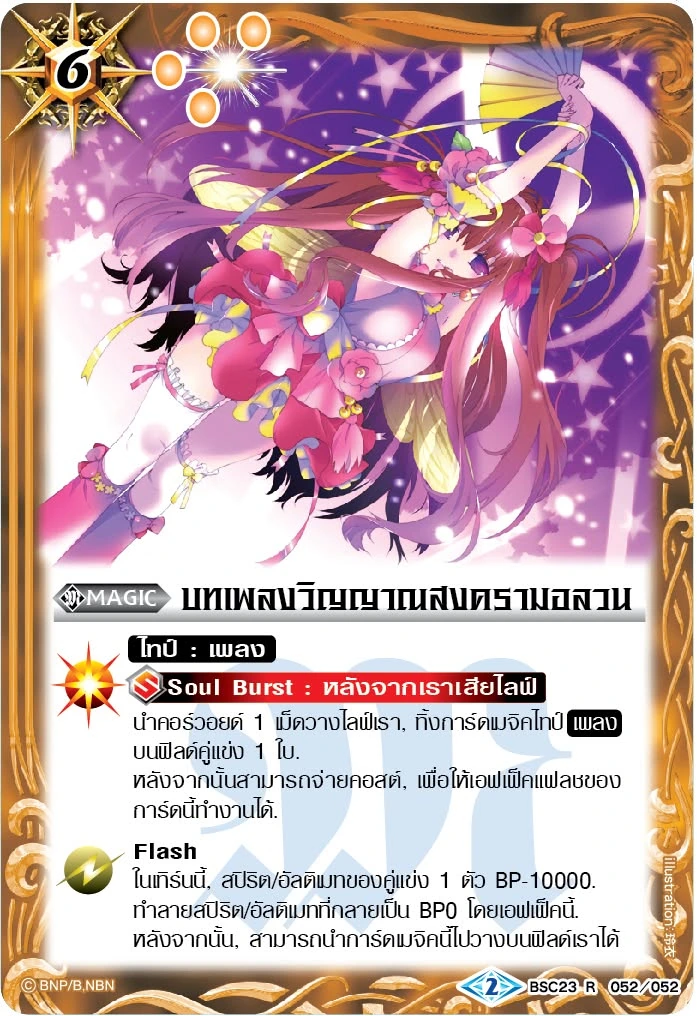 6
MAGIC บทเพลงวิญญาณสงครามอลวน
ไทป์ : เพลง
S Soul Burst : หลังจากเราเสียไลฟ์
นำคอร์วอยด์ 1 เม็ดวางไลฟ์เรา, ทิ้งการ์ดเมจิคไทป์ เพลง
บนฟิลด์คู่แข่ง 1 ใบ.
หลังจากนั้นสามารถจ่ายคอสต์, เพื่อให้เอฟเฟ็คแฟลชของ
การ์ดนี้ทำงานได้.
Flash
ในเทิร์นนี้, สปิริต/อัลติเมทของคู่แข่ง 1 ตัว BP-10000.
ทำลายสปิริต/อัลติเมทที่กลายเป็น BP0 โดยเอฟเฟ็คนี้.
หลังจากนั้น, สามารถนำการ์ดเมจิคนี้ไปวางบนฟิลด์เราได้
illustration: 玲衣
©BNP/B,NBN
2 BSC23 R 052/052